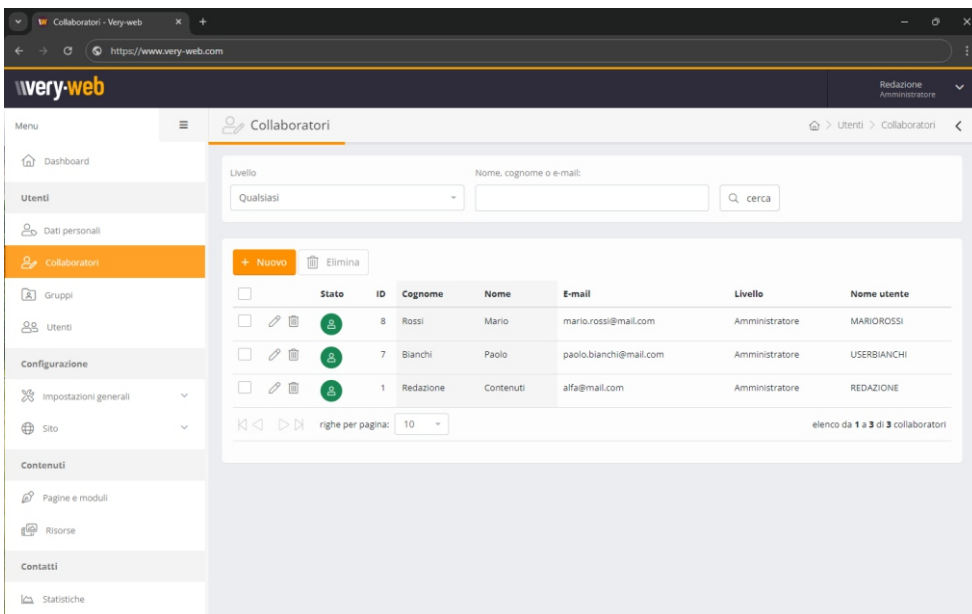 Collaboratori - Very-web
https://www.very-web.com
very-web
Redazione
Amministratore
Menu
Collaboratori
Utenti > Collaboratori
Dashboard
Utenti
Dati personali
Collaboratori
Gruppi
Utenti
Configurazione
Impostazioni generali
Sito
Contenuti
Pagine e moduli
Risorse
Contatti
Statistiche
Livello
Nome, cognome o e-mail:
Qualsiasi
cerca
+ Nuovo
Elimina
Stato ID Cognome Nome E-mail Livello Nome utente
8 Rossi Mario mario.rossi@mail.com Amministratore MARIOROSSI
7 Bianchi Paolo paolo.bianchi@mail.com Amministratore USERBIANCHI
1 Redazione Contenuti alfa@mail.com Amministratore REDAZIONE
righe per pagina: 10
elenco da 1 a 3 di 3 collaboratori